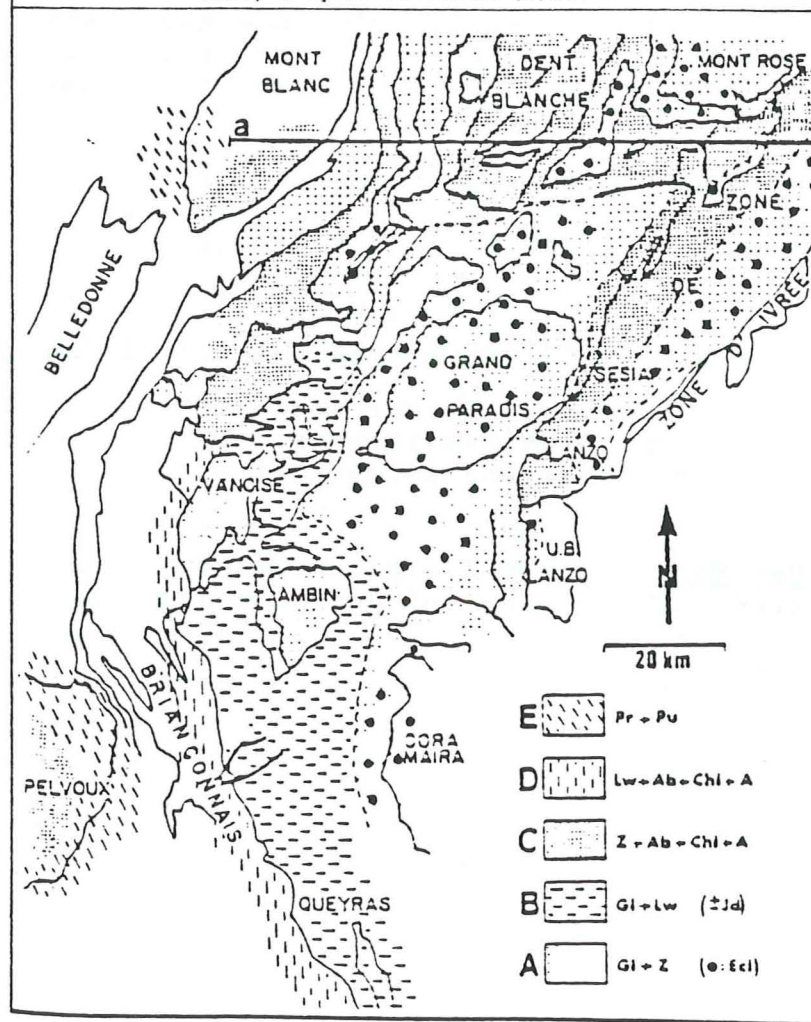 MONT
BLANC
DENT
BLANCHE
MONT ROSE
a
ZONE
DE
SESIA
BELLEDONNE
ZONE D'IVRÉE
GRAND
PARADIS
LANZO
VANOISE
U.B.
LANZO
N
AMBIN
20 km
BRIANÇONNAIS
DORA
MAIRA
PELVOUX
QUEYRAS
E Pr + Pu
D Lw + Ab + Chl + A
C Z + Ab + Chl + A
B Gl + Lw (± Jd)
A Gl + Z (● : Ecl)